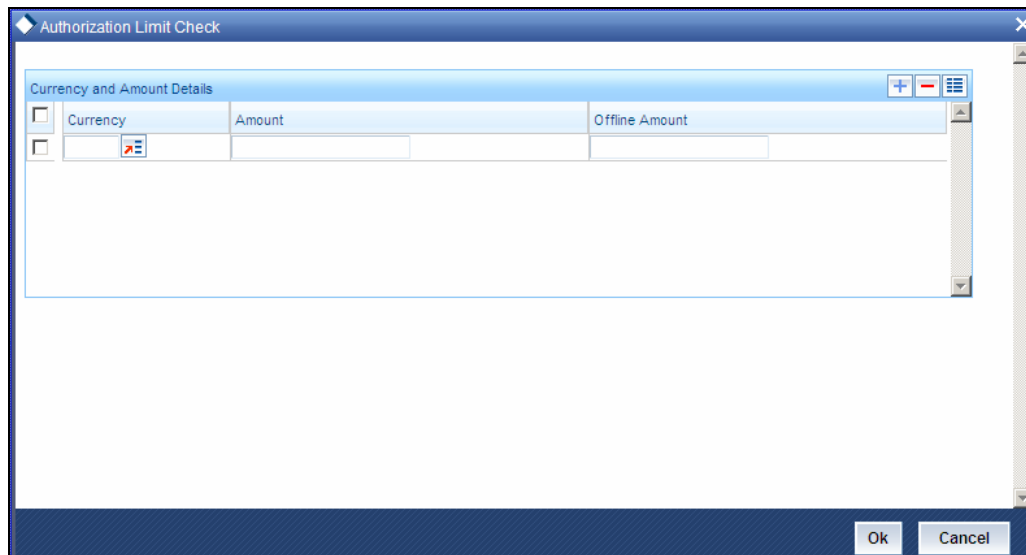 Authorization Limit Check
Currency and Amount Details
Currency Amount Offline Amount
Ok Cancel